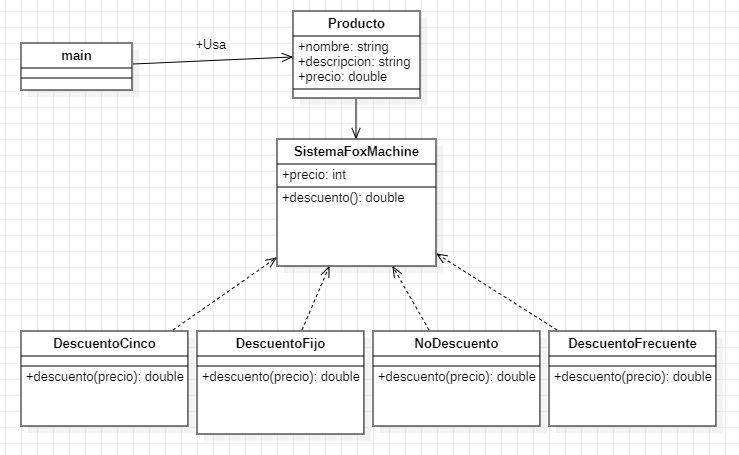 Producto
+nombre: string
+descripcion: string
+precio: double
main
+Usa
SistemaFoxMachine
+precio: int
+descuento(): double
DescuentoCinco
+descuento(precio): double
DescuentoFijo
+descuento(precio): double
NoDescuento
+descuento(precio): double
DescuentoFrecuente
+descuento(precio): double